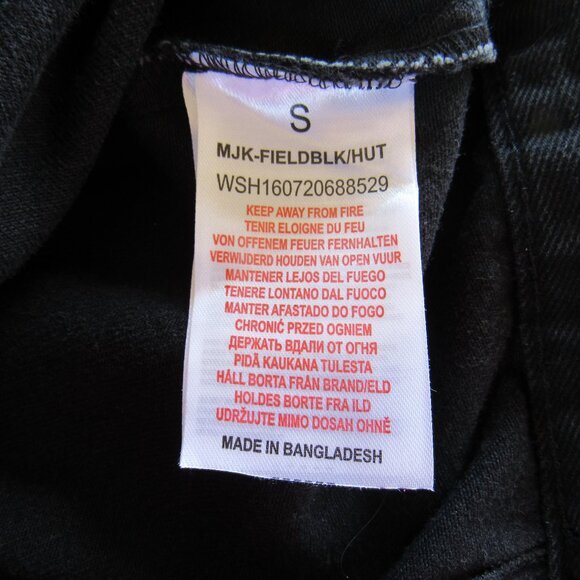 S
MJK-FIELDBLK/HUT
WSH160720688529
KEEP AWAY FROM FIRE
TENIR ELOIGNE DU FEU
VON OFFENEM FEUER FERNHALTEN
VERWIJDERD HOUDEN VAN OPEN VUUR
MANTENER LEJOS DEL FUEGO
TENERE LONTANO DAL FUOCO
MANTER AFASTADO DO FOGO
CHRONIĆ PRZED OGNIEM
ДЕРЖАТЬ ВДАЛИ ОТ ОГНЯ
PIDÄ KAUKANA TULESTA
HÅLL BORTA FRÅN BRAND/ELD
HOLDES BORTE FRA ILD
UDRŽUJTE MIMO DOSAH OHNĚ
MADE IN BANGLADESH